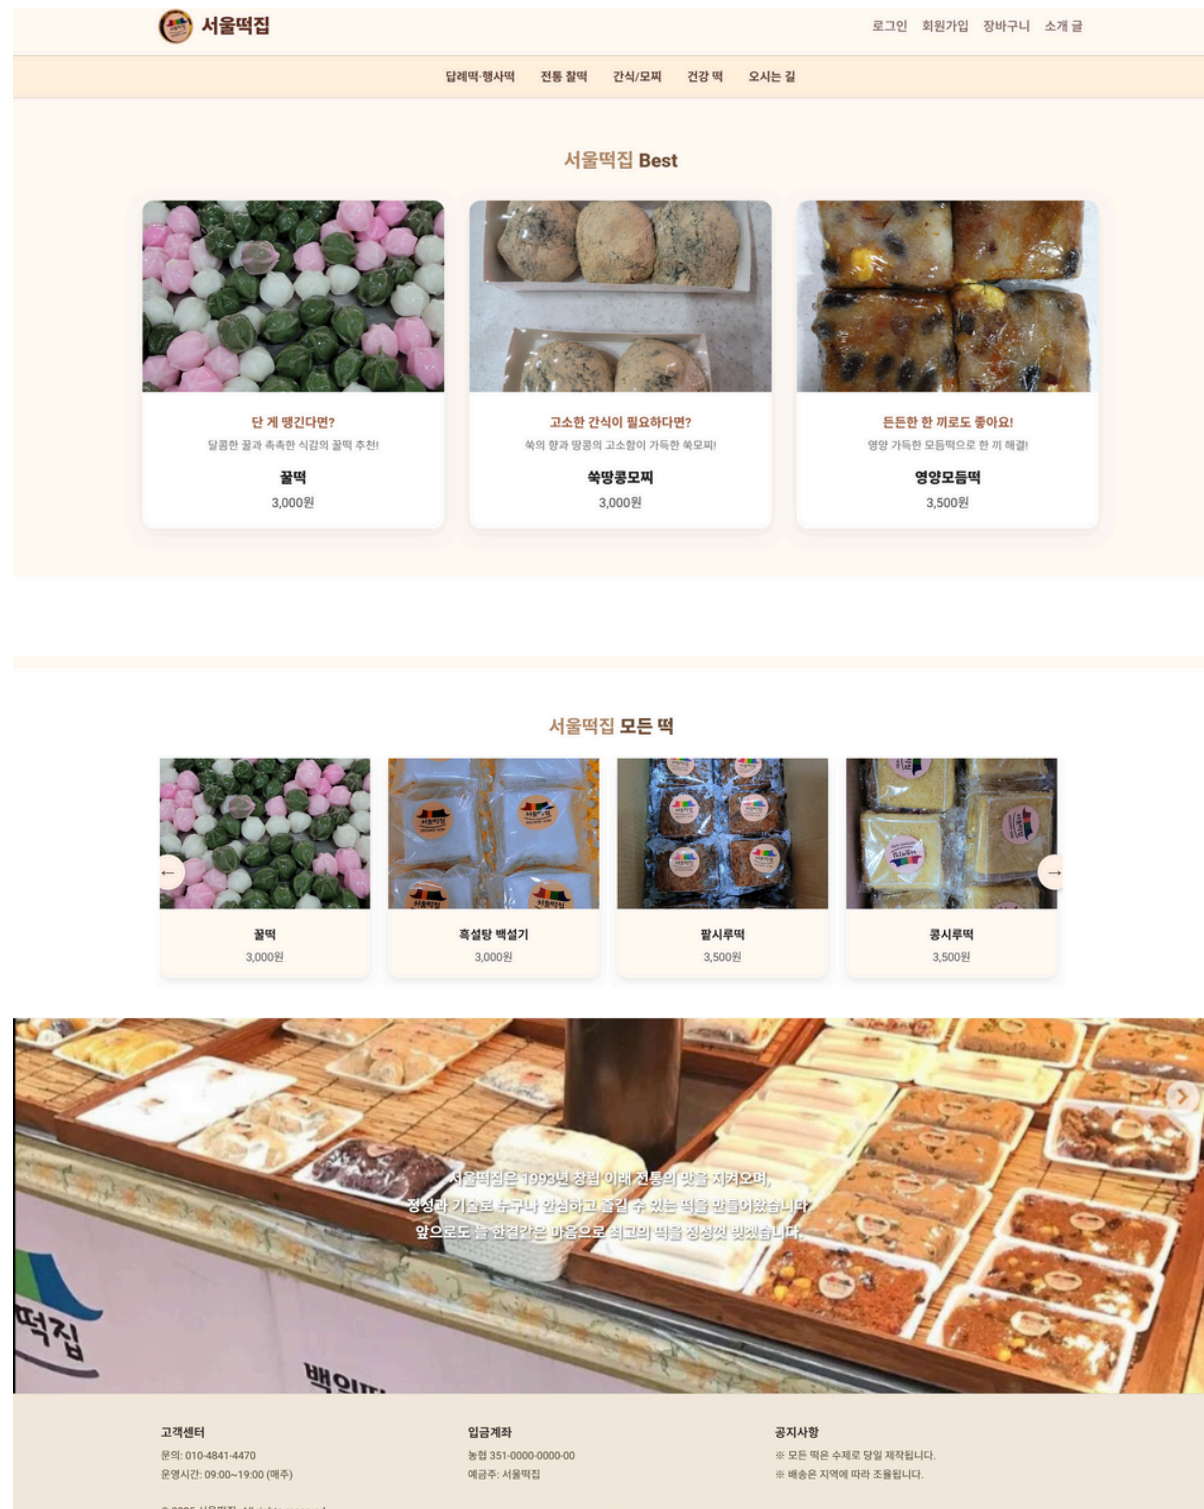 서울떡집
로그인 회원가입 장바구니 소개 글
답례떡·행사떡 전통 찰떡 간식/모찌 건강 떡 오시는 길
서울떡집 Best
단 게 땡긴다면?
달콤한 꿀과 촉촉한 식감의 꿀떡 추천!
꿀떡
3,000원
고소한 간식이 필요하다면?
쑥의 향과 땅콩의 고소함이 가득한 쑥모찌!
쑥땅콩모찌
3,000원
든든한 한 끼로도 좋아요!
영양 가득한 모듬떡으로 한 끼 해결!
영양모듬떡
3,500원
서울떡집 모든 떡
서울떡집
서울떡집
서울떡집
서울떡집
←
→
꿀떡
3,000원
흑설탕 백설기
3,000원
팥시루떡
3,500원
콩시루떡
3,500원
서울떡집은 1993년 창립 이래 전통의 맛을 지켜오며,
정성과 기술로 누구나 안심하고 즐길 수 있는 떡을 만들어왔습니다
앞으로도 늘 한결같은 마음으로 최고의 떡을 정성껏 빚겠습니다.
떡집
고객센터
문의: 010-4841-4470
운영시간: 09:00~19:00 (매주)
입금계좌
농협 351-0000-0000-00
예금주: 서울떡집
공지사항
※ 모든 떡은 수제로 당일 제작됩니다.
※ 배송은 지역에 따라 조율됩니다.